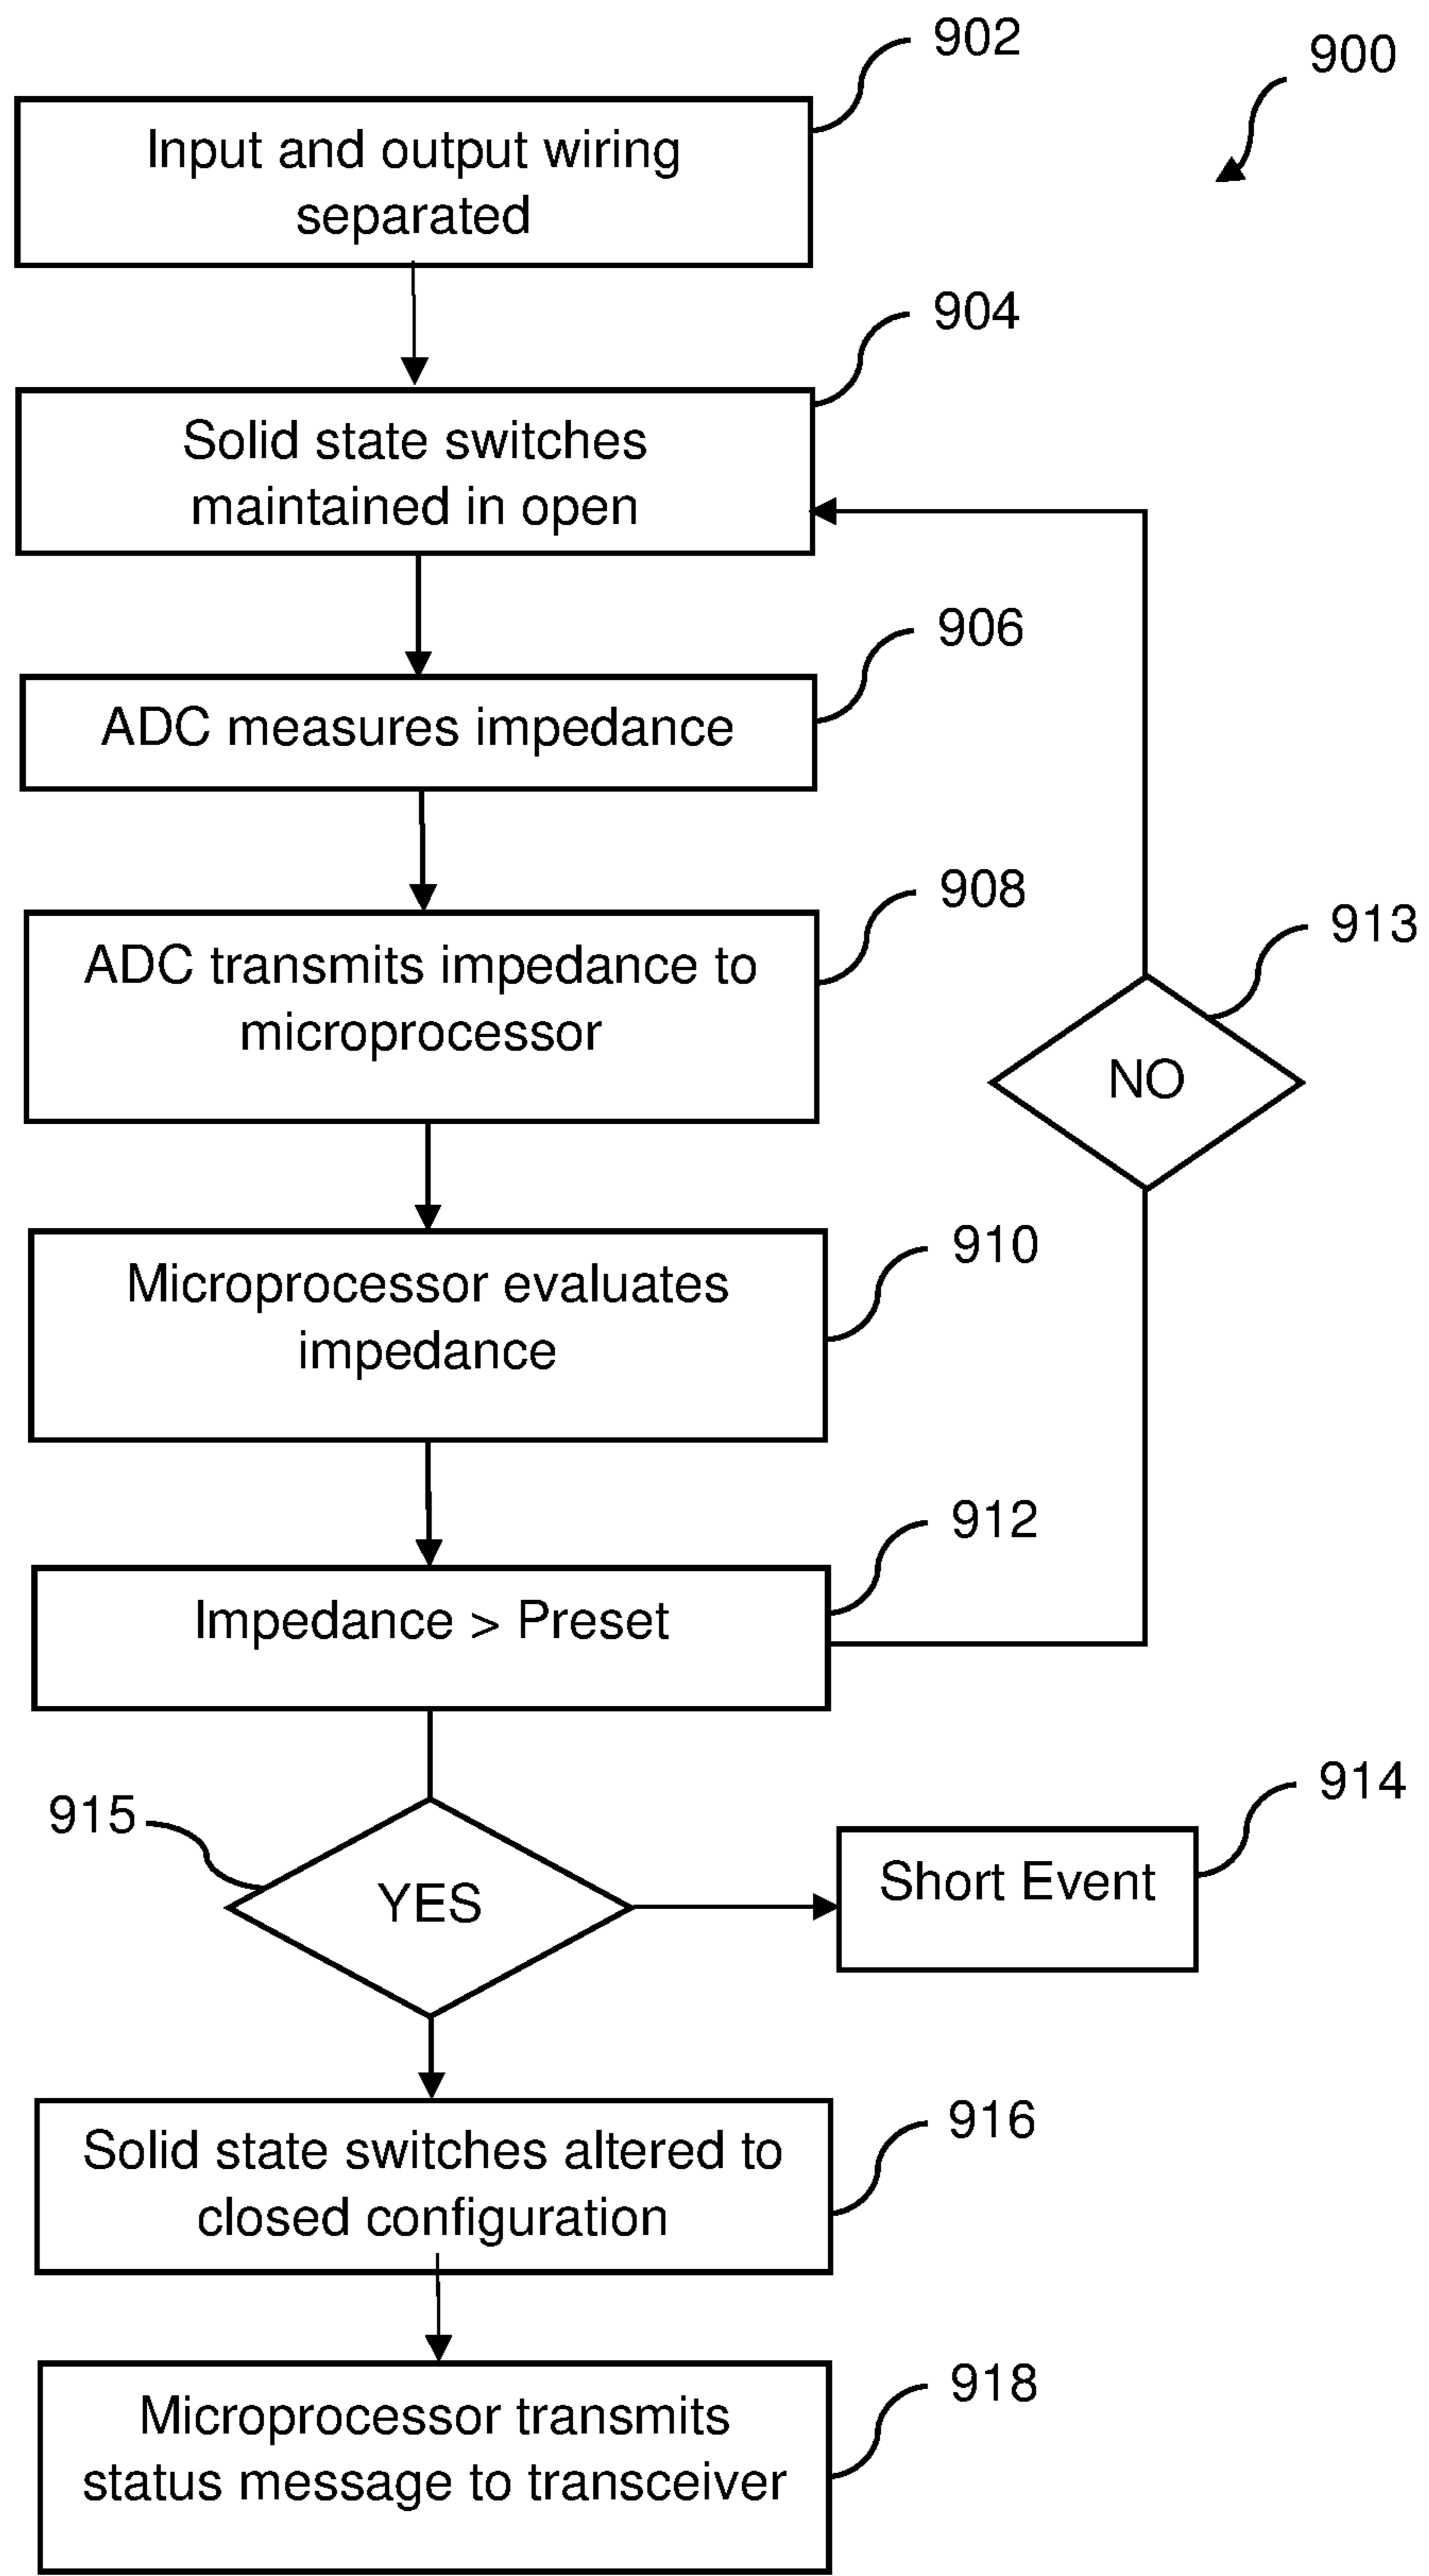 902
900
Input and output wiring
separated
904
Solid state switches
maintained in open
906
ADC measures impedance
908
913
ADC transmits impedance to
microprocessor
NO
910
Microprocessor evaluates
impedance
912
Impedance > Preset
914
915
Short Event
YES
916
Solid state switches altered to
closed configuration
918
Microprocessor transmits
status message to transceiver